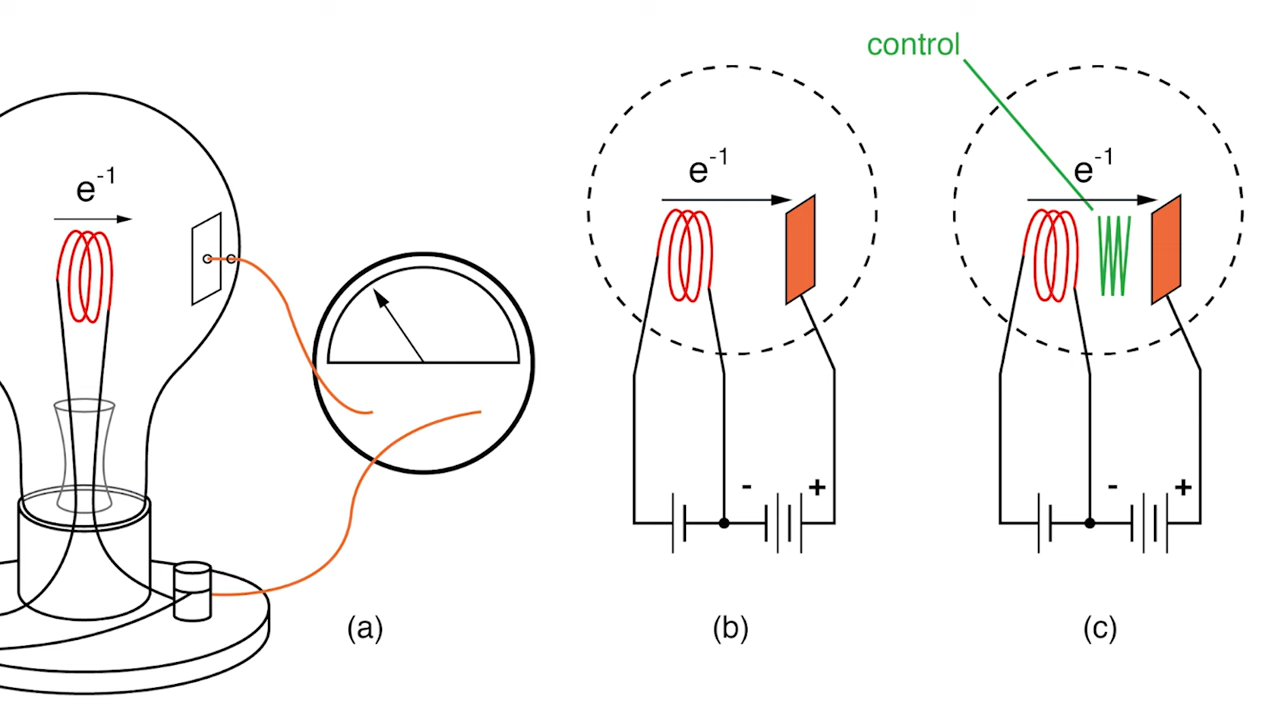 control
e⁻¹
e⁻¹
e⁻¹
- +
- +
(a)
(b)
(c)